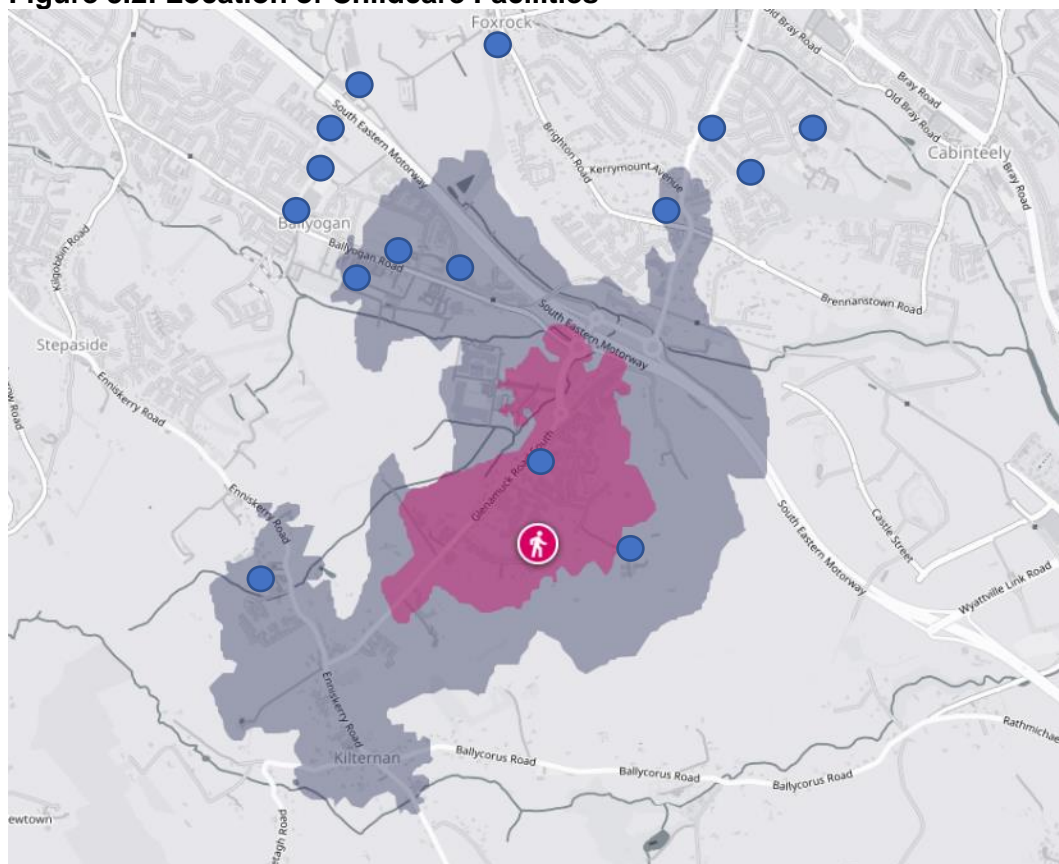 Figure 6.2: Location of Childcare Facilities
Foxrock
Old Bray Road
Bray Road
South Eastern Motorway
Old Bray Road
Brighton Road
Cabinteely
Kerrymount Avenue
Bray Road
Ballyogan
Kilgobbin Road
Ballyogan Road
Brennanstown Road
South Eastern Motorway
Stepaside
Enniskerry Road
Glenamuck Road South
Enniskerry Road
Castle Street
South Eastern Motorway
Wyattville Link Road
Enniskerry Road
Rathmichae
Kilternan
Ballycorus Road
Ballycorus Road
Ballycorus Road
ewtown